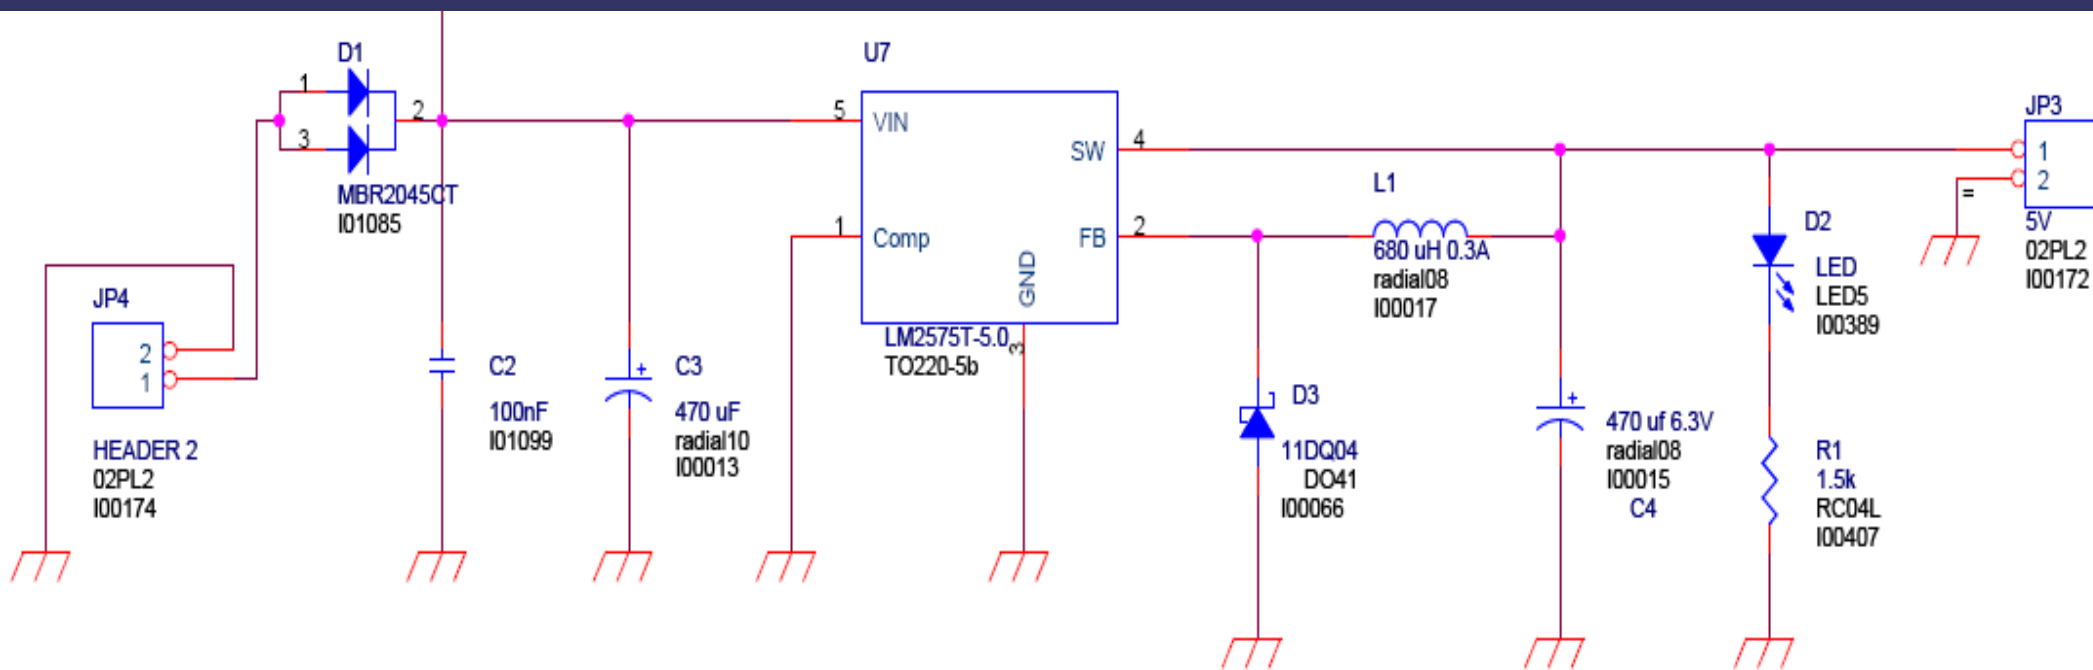 D1
1
2
3
MBR2045CT
I01085
JP4
2
1
HEADER 2
02PL2
I00174
C2
100nF
I01099
+
C3
470 uF
radial10
I00013
U7
5
VIN
SW
4
1
Comp
FB
2
GND
3
LM2575T-5.0
TO220-5b
L1
680 uH 0.3A
radial08
I00017
D3
11DQ04
DO41
I00066
+
470 uf 6.3V
radial08
I00015
C4
D2
LED
LED5
I00389
R1
1.5k
RC04L
I00407
JP3
1
2
=
5V
02PL2
I00172